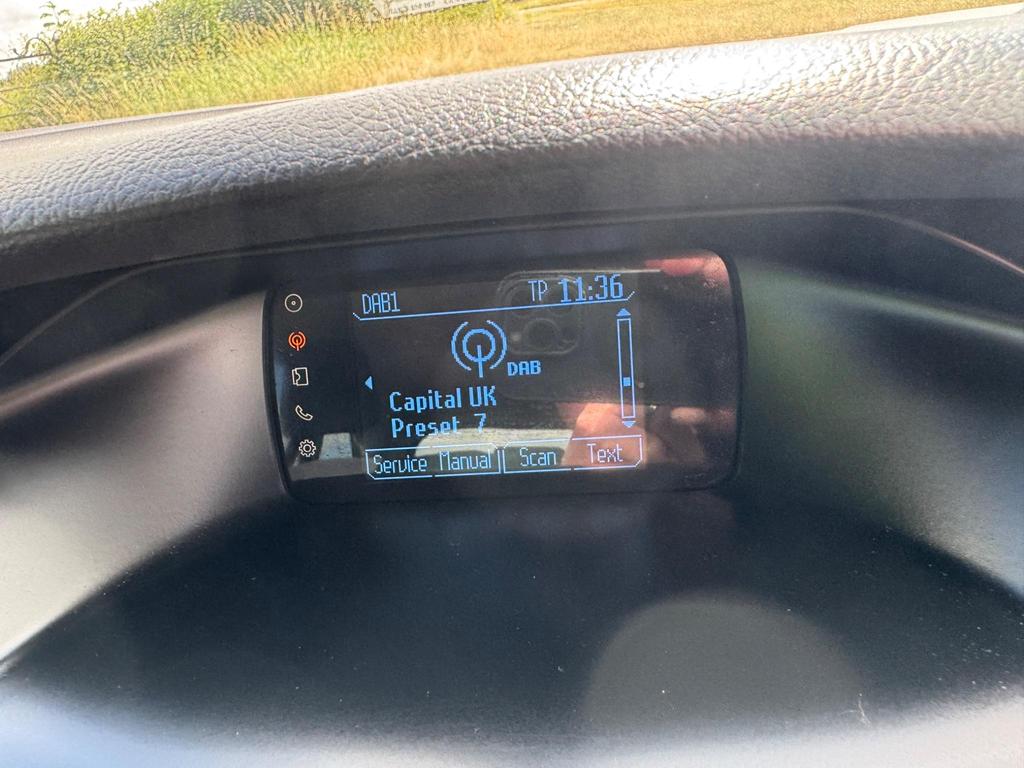 DAB1 TP 11:36
DAB
Capital UK
Preset 7
Service Manual Scan Text